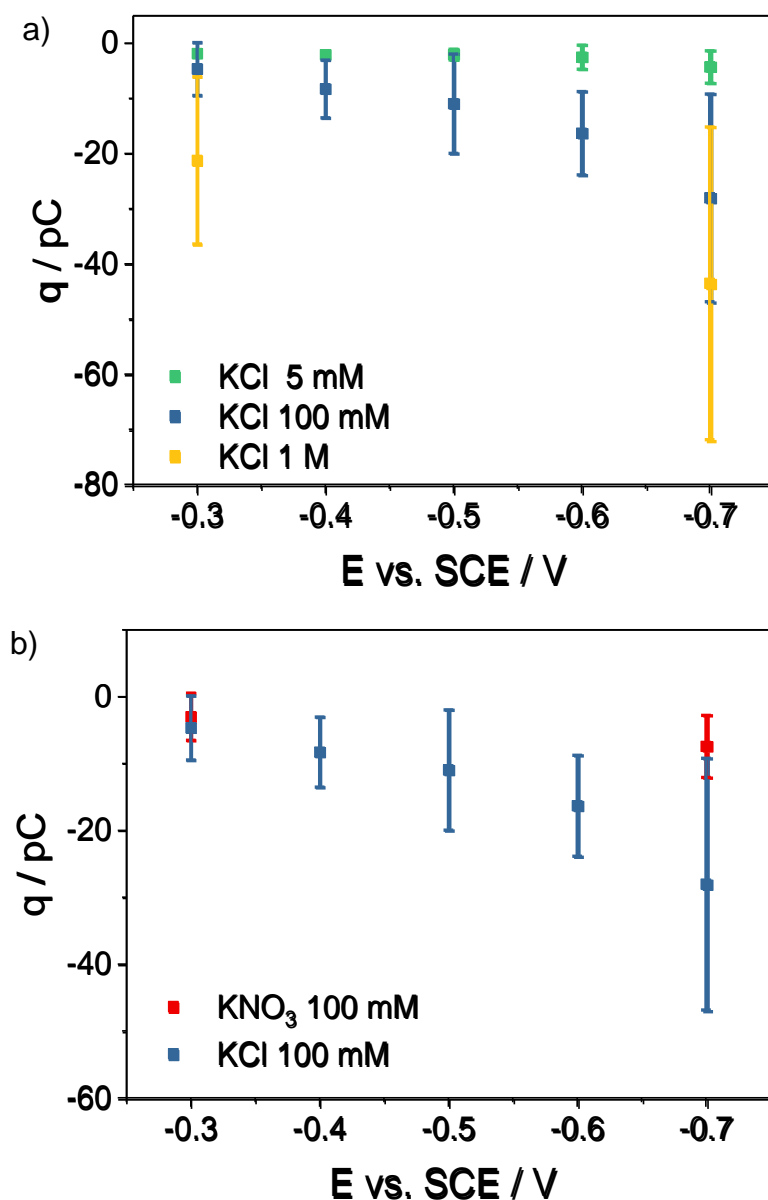 a)
0
-20
-40
-60
-80
q / pC
KCl 5 mM
KCl 100 mM
KCl 1 M
-0.3 -0.4 -0.5 -0.6 -0.7
E vs. SCE / V
b)
0
-20
-40
-60
q / pC
KNO₃ 100 mM
KCl 100 mM
-0.3 -0.4 -0.5 -0.6 -0.7
E vs. SCE / V